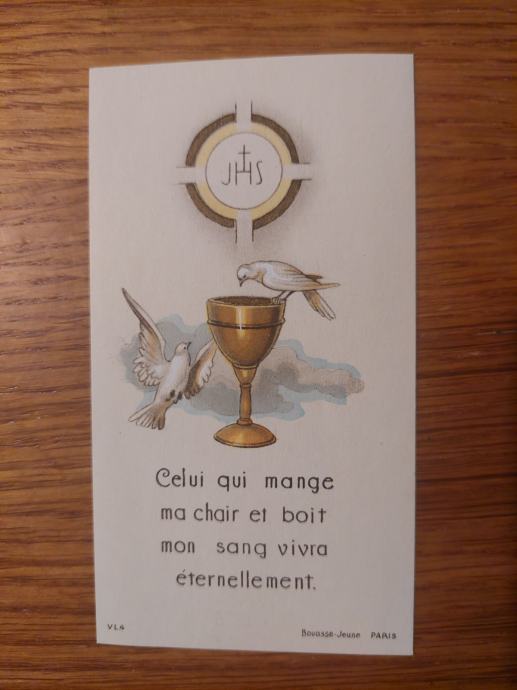 JHS
Celui qui mange
ma chair et boit
mon sang vivra
éternellement.
VL4
Bouasse-Jeune PARIS